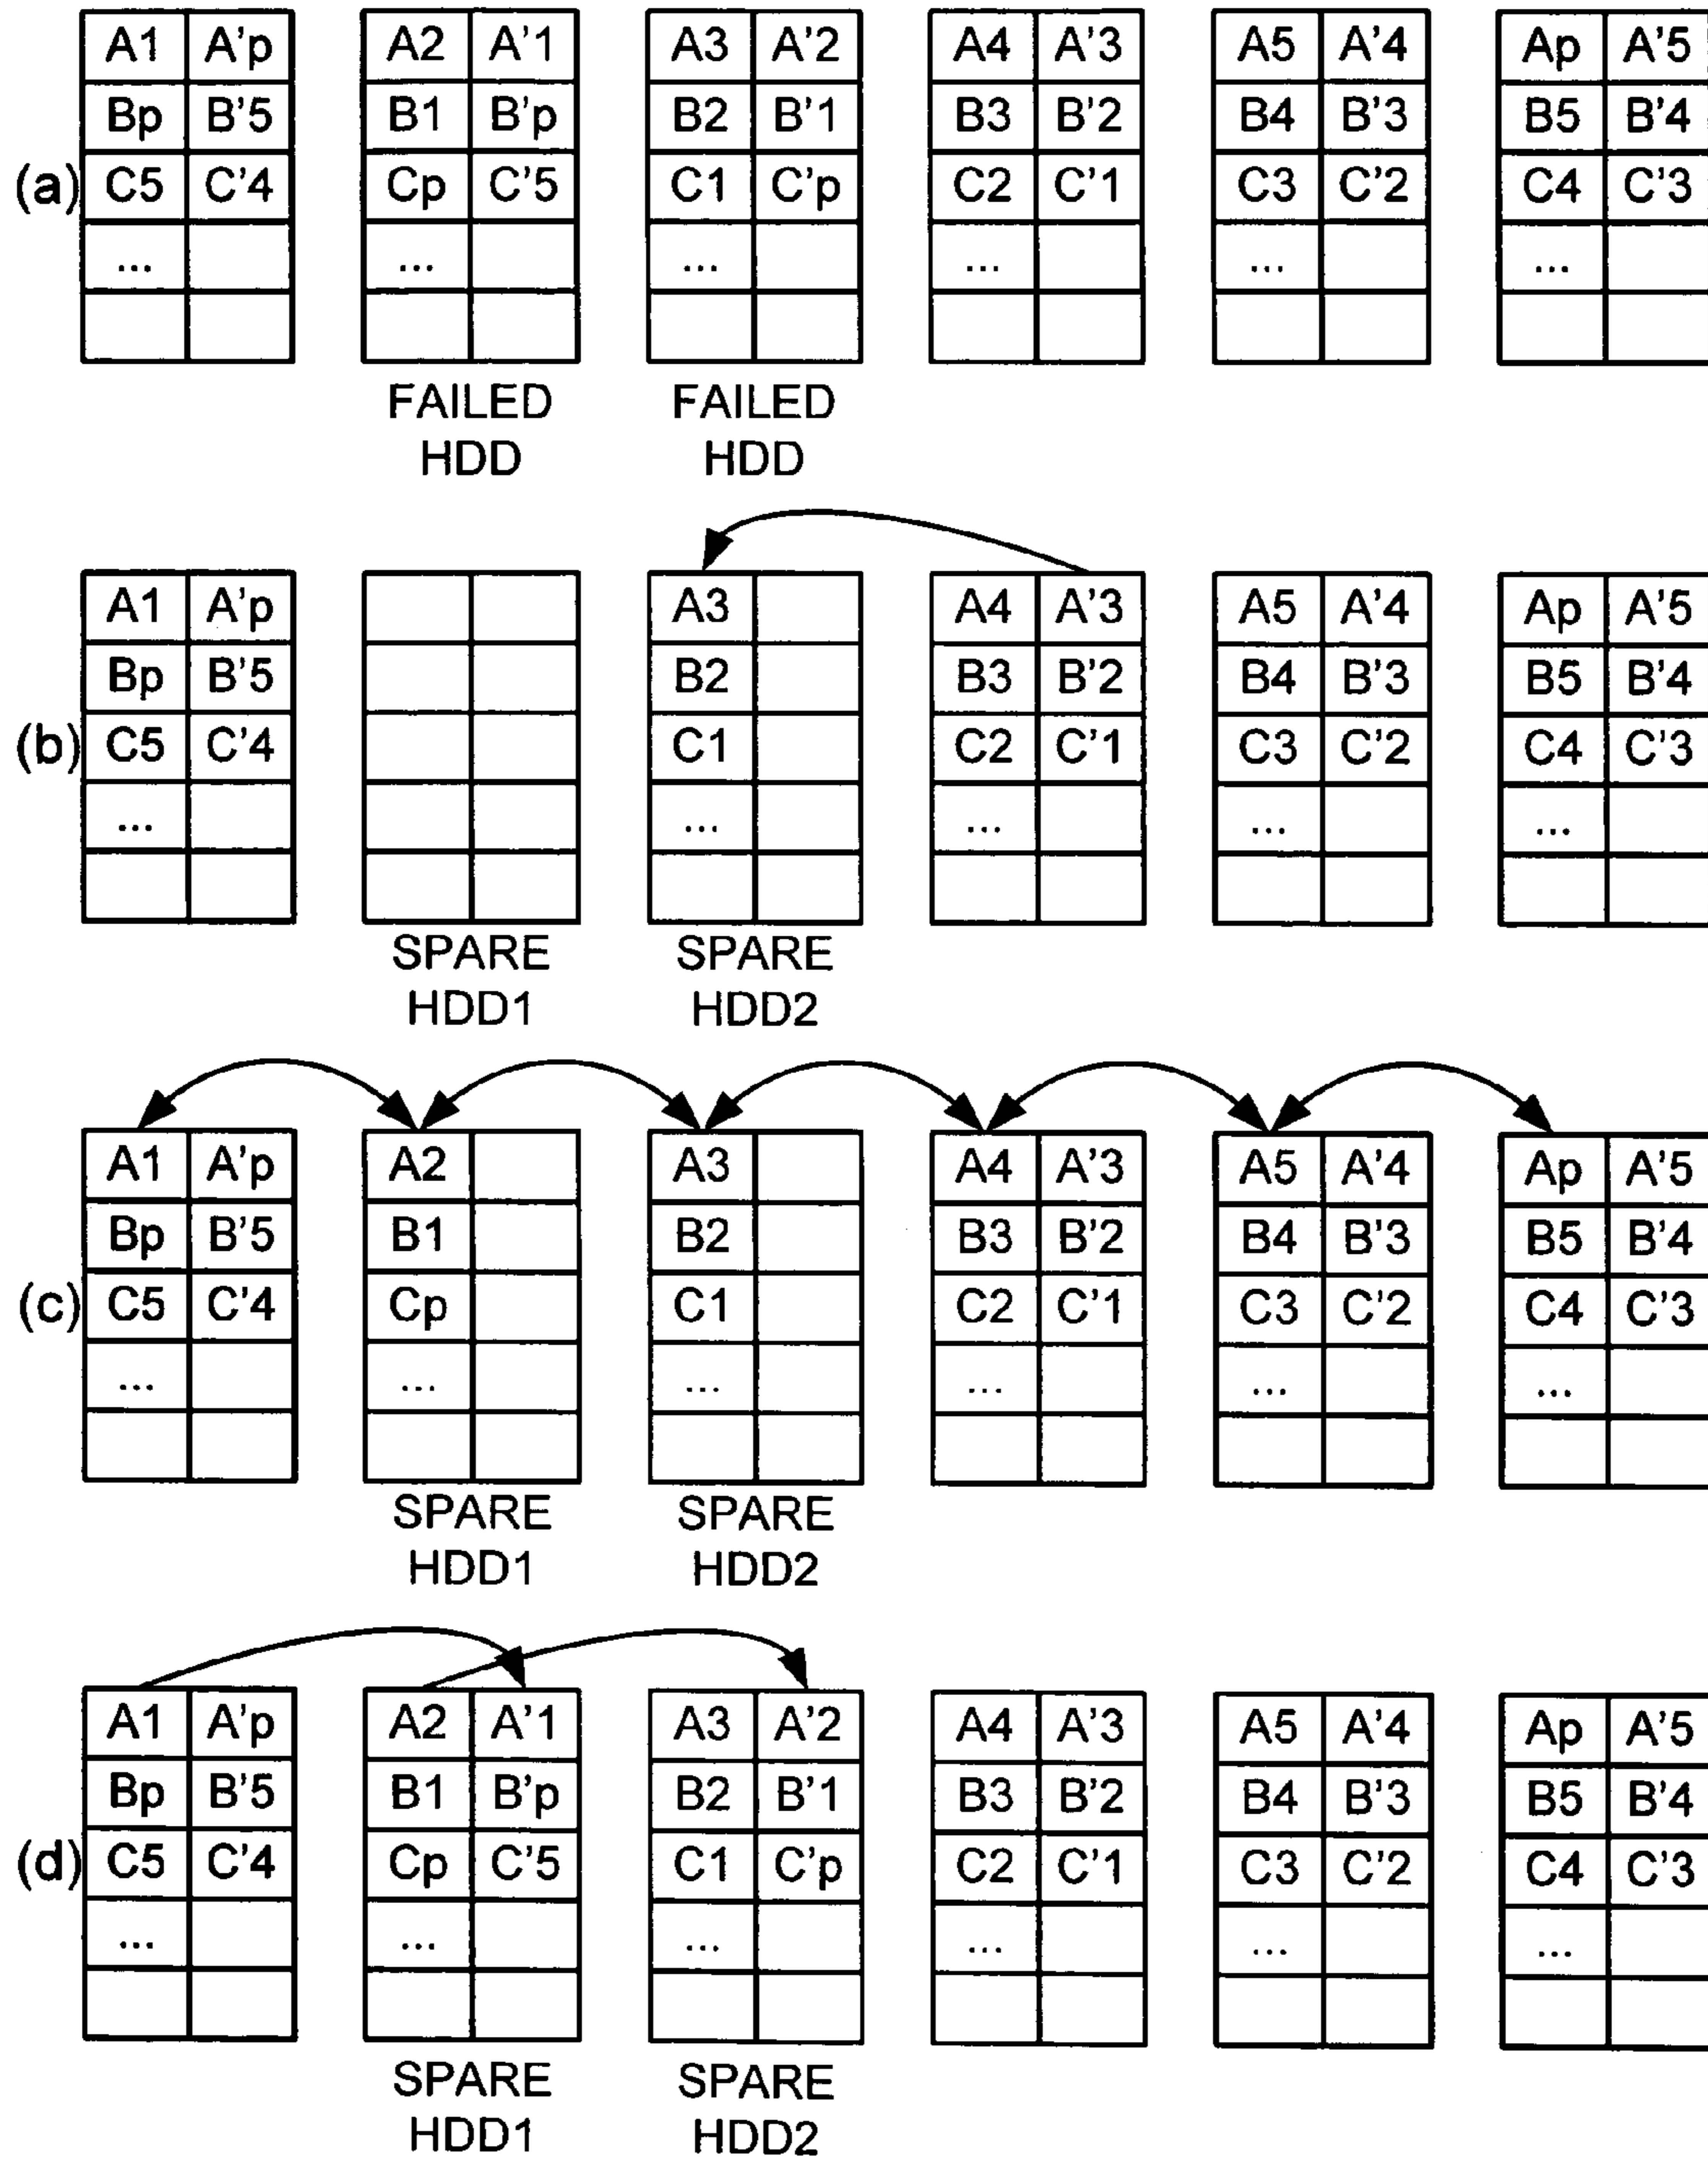 A1 A'p A2 A'1 A3 A'2 A4 A'3 A5 A'4 Ap A'5
Bp B'5 B1 B'p B2 B'1 B3 B'2 B4 B'3 B5 B'4
(a) C5 C'4 Cp C'5 C1 C'p C2 C'1 C3 C'2 C4 C'3
... ... ... ... ... ...
FAILED FAILED
HDD HDD
A1 A'p A3 A4 A'3 A5 A'4 Ap A'5
Bp B'5 B2 B3 B'2 B4 B'3 B5 B'4
(b) C5 C'4 C1 C2 C'1 C3 C'2 C4 C'3
... ... ... ... ...
SPARE SPARE
HDD1 HDD2
A1 A'p A2 A3 A4 A'3 A5 A'4 Ap A'5
Bp B'5 B1 B2 B3 B'2 B4 B'3 B5 B'4
(c) C5 C'4 Cp C1 C2 C'1 C3 C'2 C4 C'3
... ... ... ... ... ...
SPARE SPARE
HDD1 HDD2
A1 A'p A2 A'1 A3 A'2 A4 A'3 A5 A'4 Ap A'5
Bp B'5 B1 B'p B2 B'1 B3 B'2 B4 B'3 B5 B'4
(d) C5 C'4 Cp C'5 C1 C'p C2 C'1 C3 C'2 C4 C'3
... ... ... ... ... ...
SPARE SPARE
HDD1 HDD2